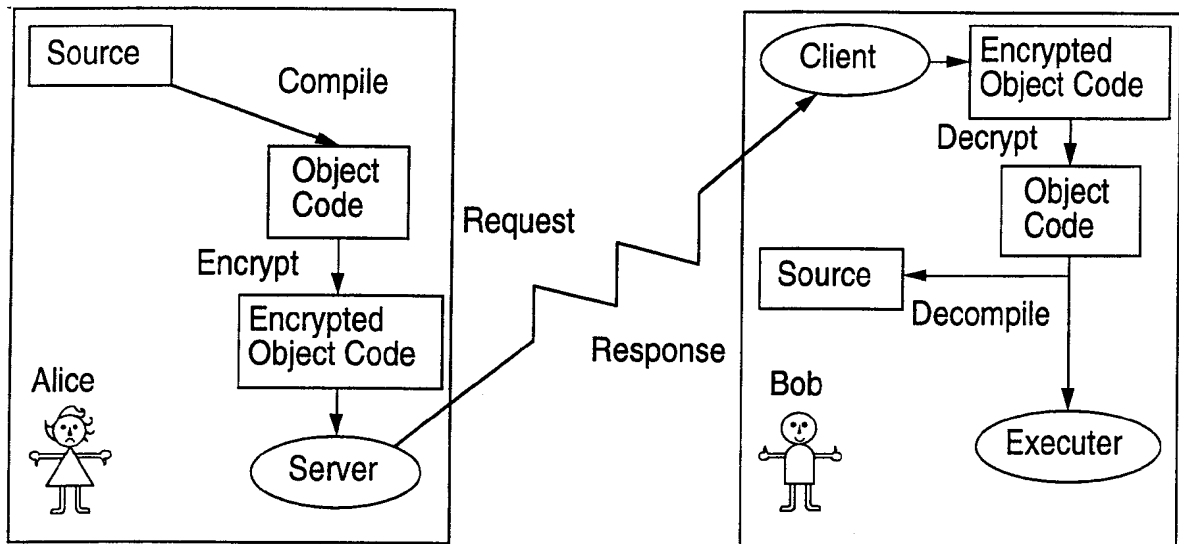 Source
Compile
Object
Code
Encrypt
Encrypted
Object Code
Alice
Server
Request
Response
Client
Encrypted
Object Code
Decrypt
Object
Code
Source
Decompile
Bob
Executer